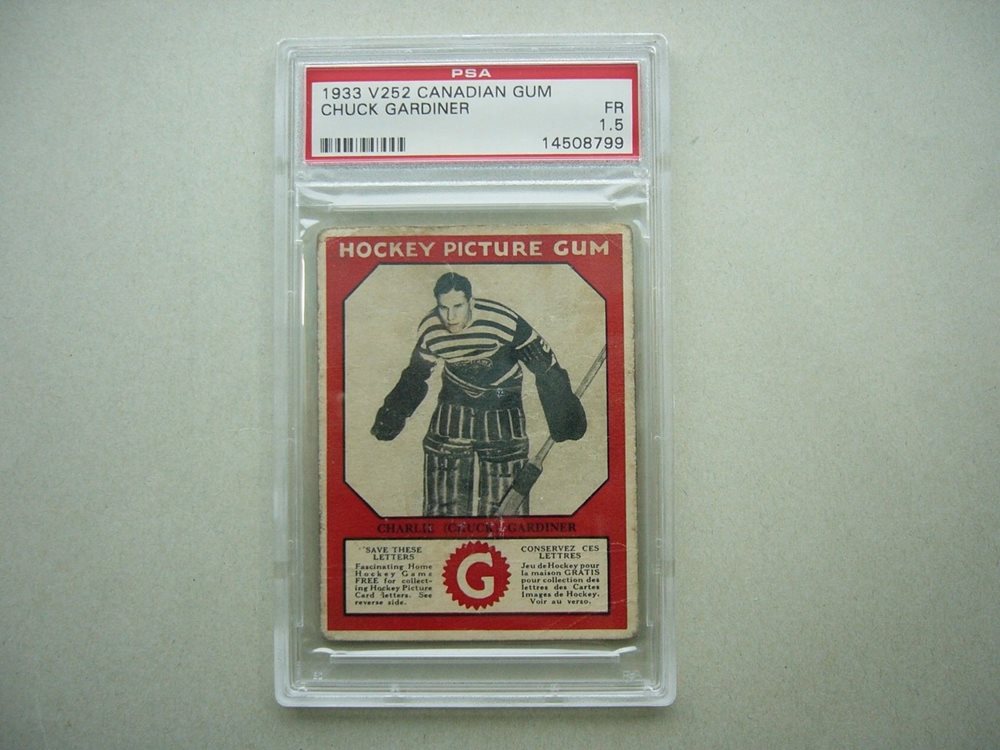 PSA
1933 V252 CANADIAN GUM
CHUCK GARDINER FR
1.5
14508799
HOCKEY PICTURE GUM
CHARLIE (CHUCK) GARDINER
"SAVE THESE
LETTERS
Fascinating Home
Hockey Game
FREE for collect-
ing Hockey Picture
Card letters. See
reverse side.
G
CONSERVEZ CES
LETTRES
Jeu de Hockey pour
la maison GRATIS
pour collection des
lettres des Cartes
Images de Hockey.
Voir au verso.